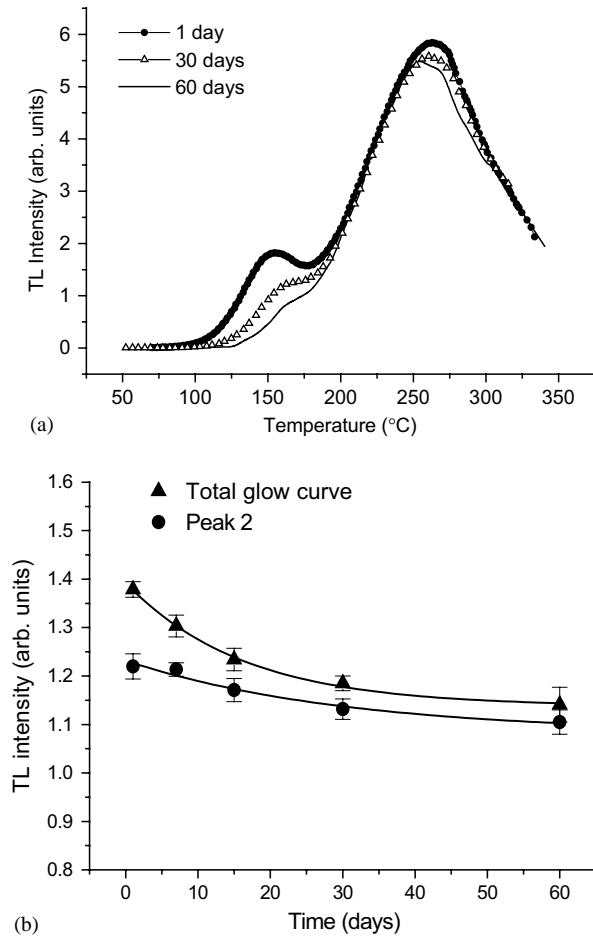 6
5
4
3
2
1
0
TL Intensity (arb. units)
1 day
30 days
60 days
50 100 150 200 250 300 350
Temperature (°C)
(a)
1.6
1.5
1.4
1.3
1.2
1.1
1.0
0.9
0.8
TL intensity (arb. units)
Total glow curve
Peak 2
0 10 20 30 40 50 60
Time (days)
(b)